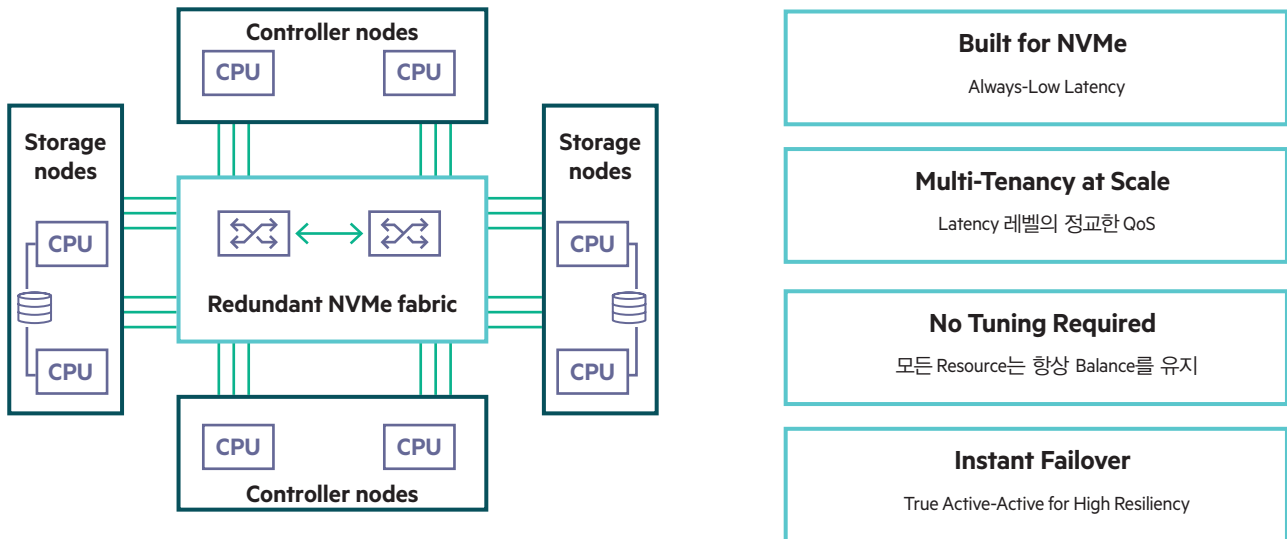 Controller nodes
CPU
CPU
Storage
nodes
CPU
CPU
Redundant NVMe fabric
Storage
nodes
CPU
CPU
CPU
CPU
Controller nodes
Built for NVMe
Always-Low Latency
Multi-Tenancy at Scale
Latency 레벨의 정교한 QoS
No Tuning Required
모든 Resource는 항상 Balance를 유지
Instant Failover
True Active-Active for High Resiliency